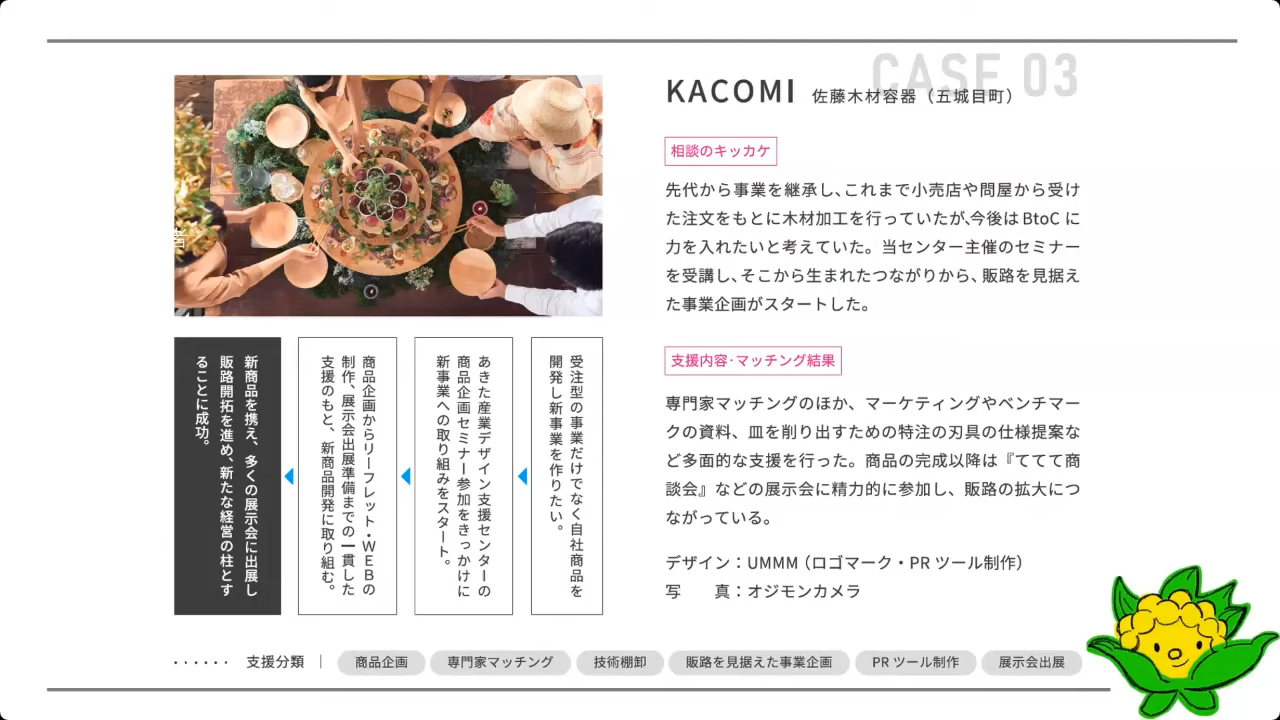 CASE 03
KACOMI 佐藤木材容器（五城目町）
相談のキッカケ
先代から事業を継承し、これまで小売店や問屋から受け
た注文をもとに木材加工を行っていたが、今後は BtoC に
力を入れたいと考えていた。当センター主催のセミナー
を受講し、そこから生まれたつながりから、販路を見据え
た事業企画がスタートした。
支援内容・マッチング結果
専門家マッチングのほか、マーケティングやベンチマー
クの資料、皿を削り出すための特注の刃具の仕様提案な
ど多面的な支援を行った。商品の完成以降は『ててて商
談会』などの展示会に精力的に参加し、販路の拡大につ
ながっている。
デザイン：UMMM（ロゴマーク・PR ツール制作）
写　　真：オジモンカメラ
者
受注型の事業だけでなく自社商品を
開発し新事業を作りたい。
あきた産業デザイン支援センターの
商品企画セミナー参加をきっかけに
新事業への取り組みをスタート。
商品企画からリーフレット・WEBの
制作、展示会出展準備までの一貫した
支援のもと、新商品開発に取り組む。
新商品を携え、多くの展示会に出展し
販路開拓を進め、新たな経営の柱とす
ることに成功。
・・・・・・ 支援分類 ｜ 商品企画 専門家マッチング 技術棚卸 販路を見据えた事業企画 PR ツール制作 展示会出展